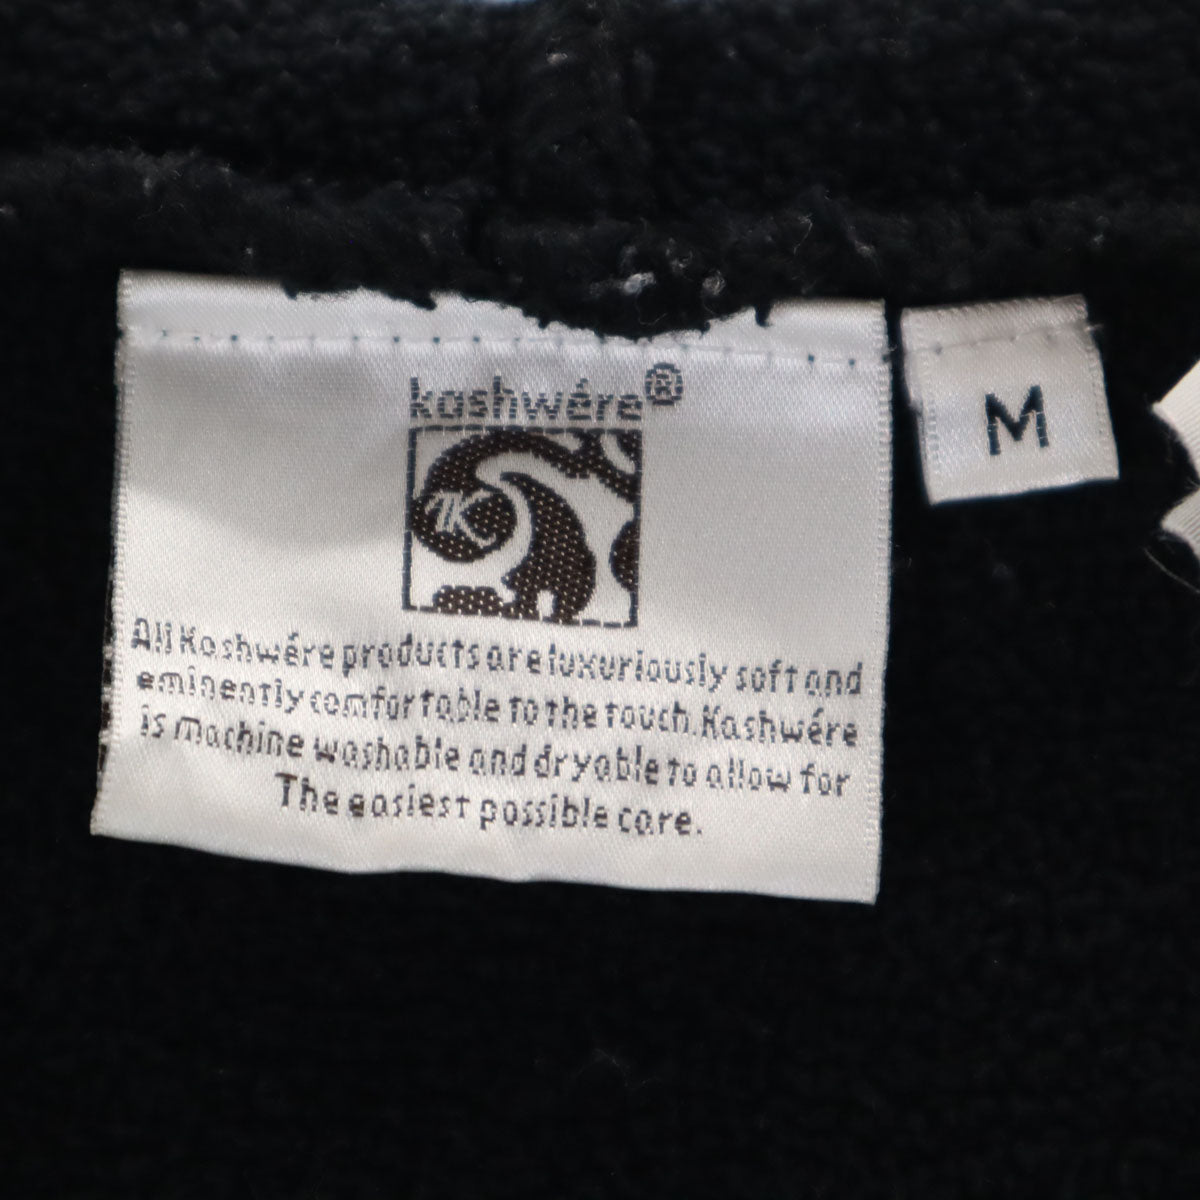 kashwére®
AK
M
All Kashwére products are luxuriously soft and
eminently comfortable to the touch. Kashwére
is machine washable and dryable to allow for
The easiest possible care.